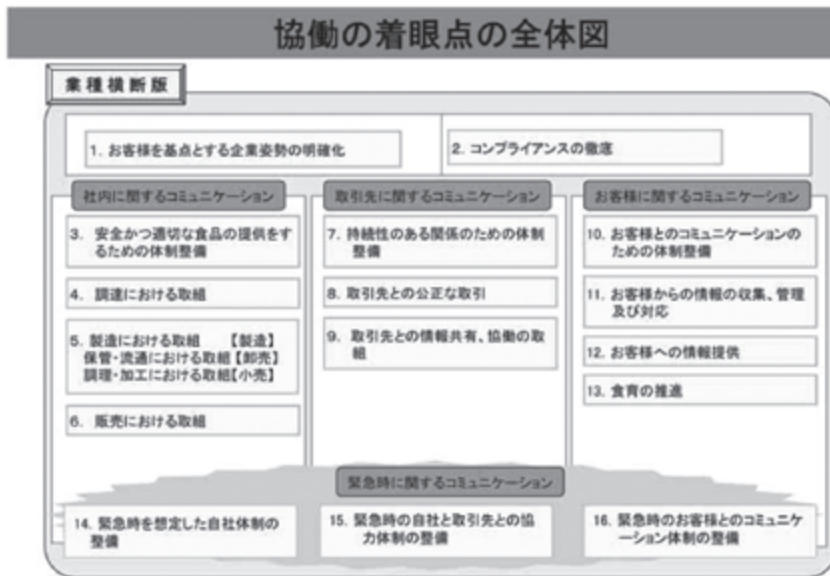 協働の着眼点の全体図
業種横断版
1. お客様を基点とする企業姿勢の明確化
2. コンプライアンスの徹底
社内に関するコミュニケーション
3. 安全かつ適切な食品の提供をす
るための体制整備
4. 調達における取組
5. 製造における取組 【製造】
保管・流通における取組【卸売】
調理・加工における取組【小売】
6. 販売における取組
取引先に関するコミュニケーション
7. 持続性のある関係のための体制
整備
8. 取引先との公正な取引
9. 取引先との情報共有、協働の取
組
お客様に関するコミュニケーション
10. お客様とのコミュニケーションの
ための体制整備
11. お客様からの情報の収集、管理
及び対応
12. お客様への情報提供
13. 食育の推進
緊急時に関するコミュニケーション
14. 緊急時を想定した自社体制の
整備
15. 緊急時の自社と取引先との協
力体制の整備
16. 緊急時のお客様とのコミュニケ
ーション体制の整備